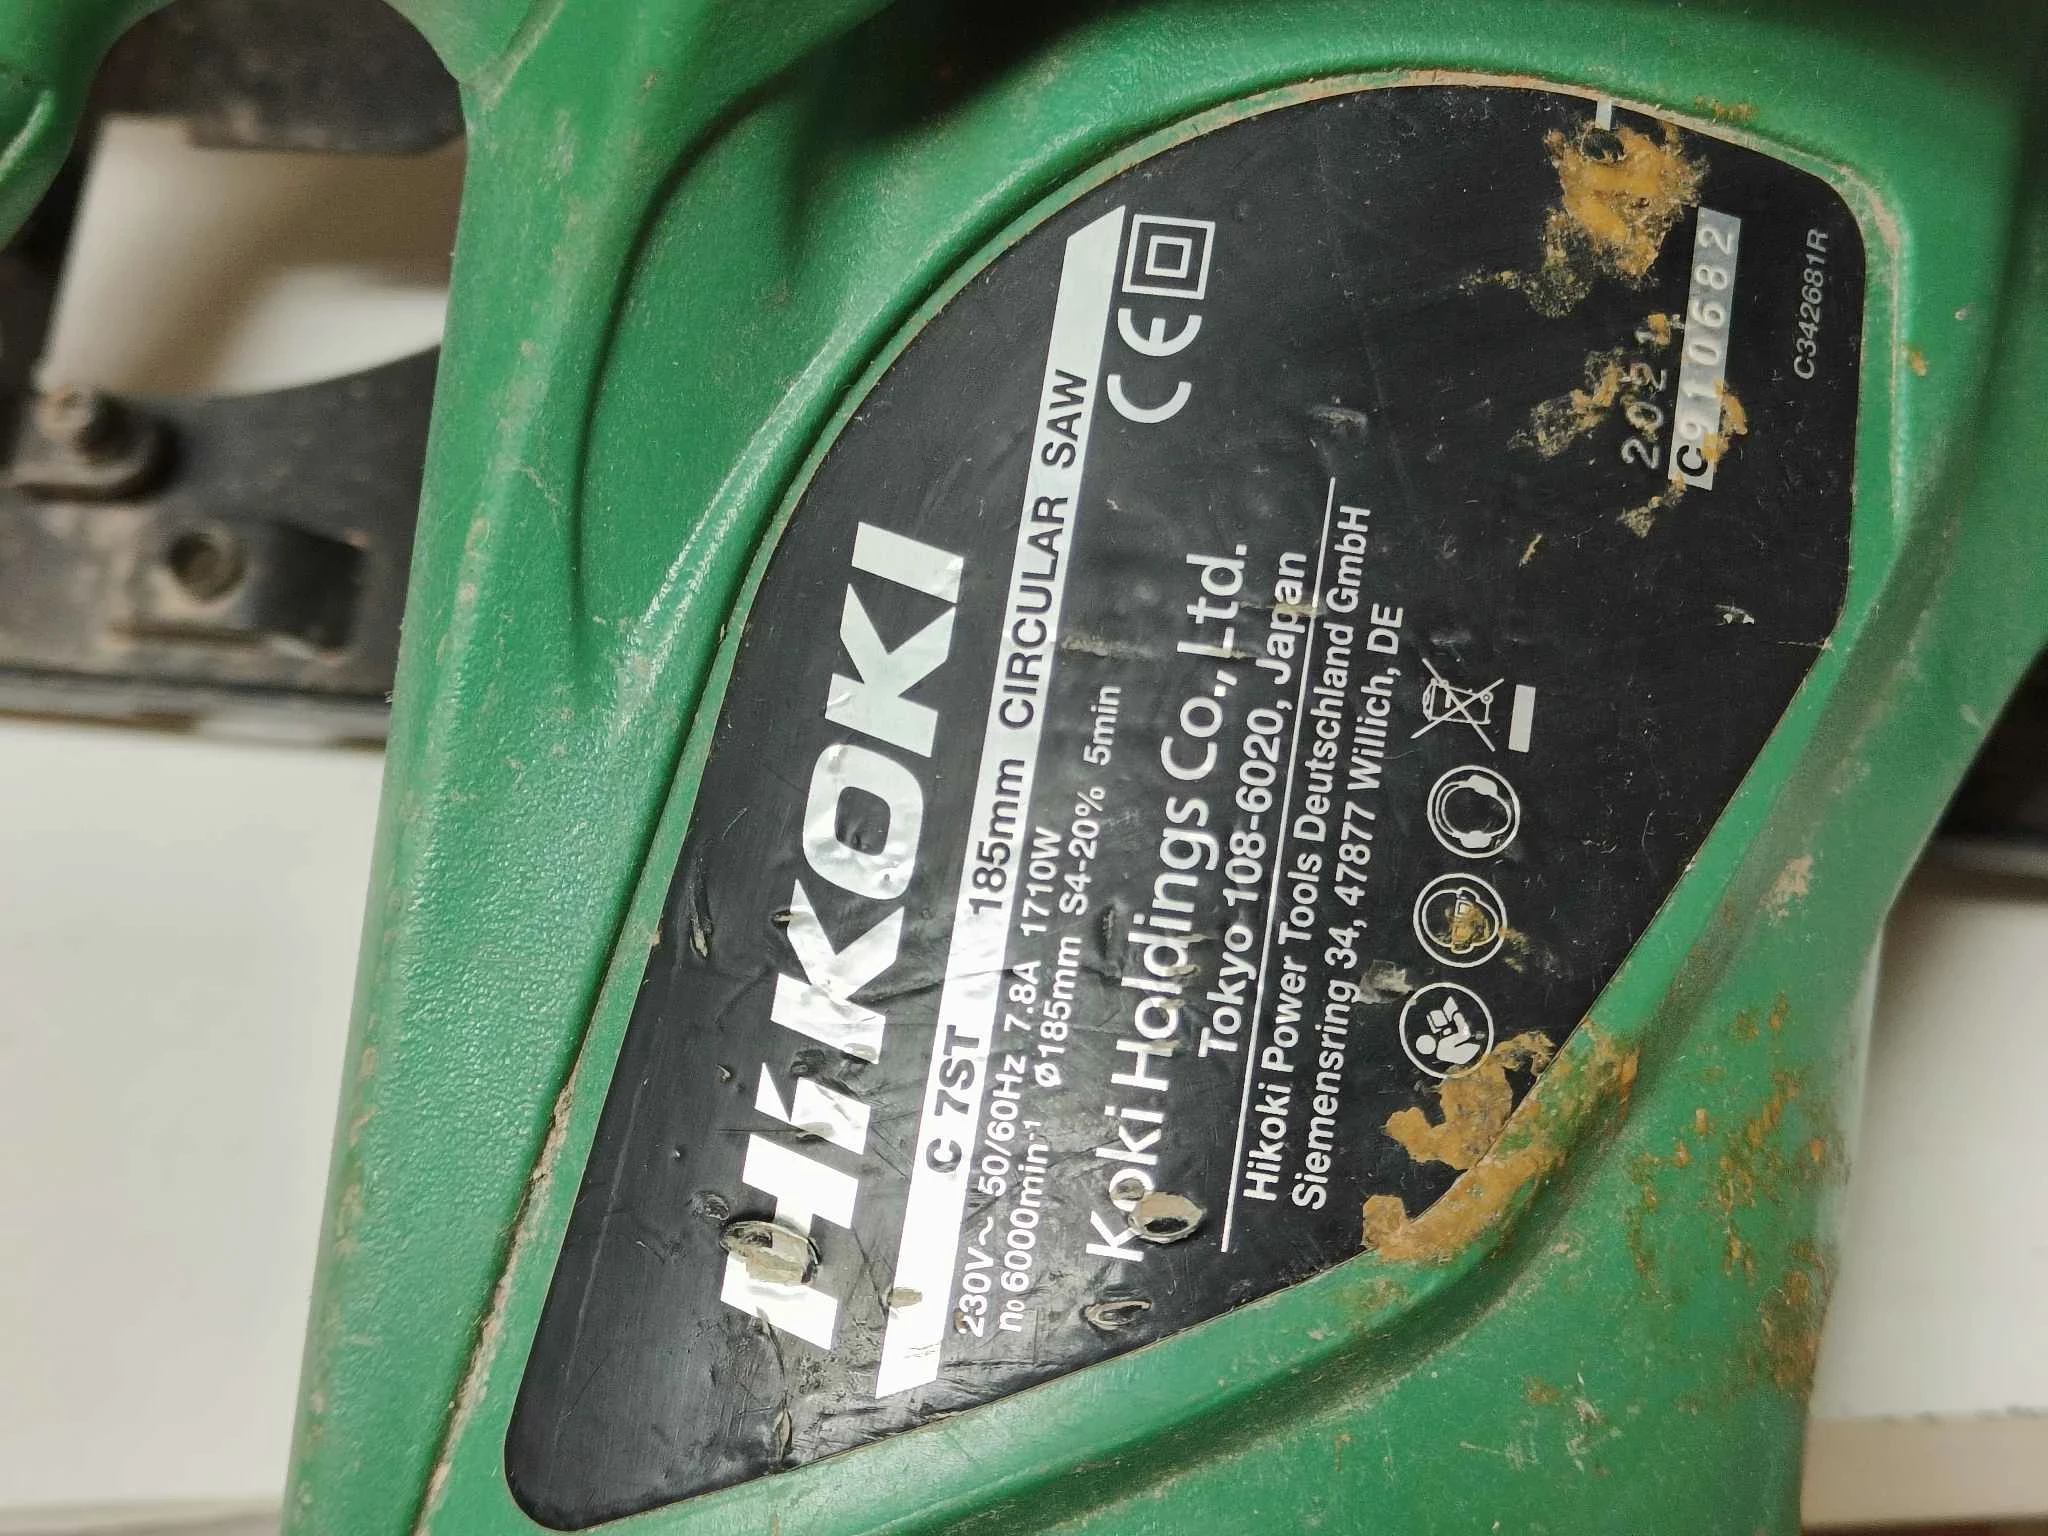 HiKOKI
C 7ST 185mm CIRCULAR SAW
230V~ 50/60Hz 7.8A 1710W
n₀ 6000min⁻¹ ø185mm S4-20% 5min
CE
Koki Holdings Co., Ltd.
Tokyo 108-6020, Japan
Hikoki Power Tools Deutschland GmbH
Siemensring 34, 47877 Willich, DE
2021
C910682
C342681R